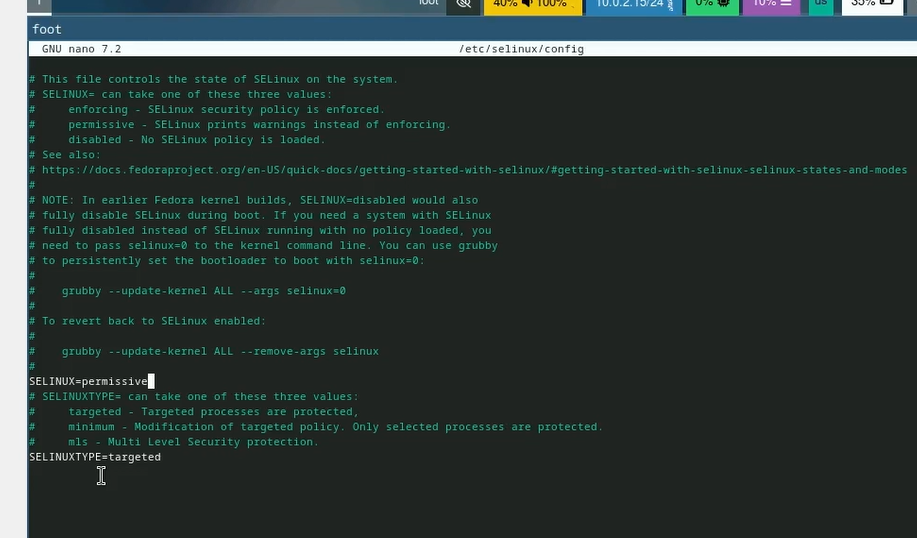 foot
40% 100%
10.0.2.15/24
0%
10%
us
35%
foot
GNU nano 7.2 /etc/selinux/config
# This file controls the state of SELinux on the system.
# SELINUX= can take one of these three values:
#     enforcing - SELinux security policy is enforced.
#     permissive - SELinux prints warnings instead of enforcing.
#     disabled - No SELinux policy is loaded.
# See also:
# https://docs.fedoraproject.org/en-US/quick-docs/getting-started-with-selinux/#getting-started-with-selinux-selinux-states-and-modes
#
# NOTE: In earlier Fedora kernel builds, SELINUX=disabled would also
# fully disable SELinux during boot. If you need a system with SELinux
# fully disabled instead of SELinux running with no policy loaded, you
# need to pass selinux=0 to the kernel command line. You can use grubby
# to persistently set the bootloader to boot with selinux=0:
#
#    grubby --update-kernel ALL --args selinux=0
#
# To revert back to SELinux enabled:
#
#    grubby --update-kernel ALL --remove-args selinux
#
SELINUX=permissive
# SELINUXTYPE= can take one of these three values:
#     targeted - Targeted processes are protected,
#     minimum - Modification of targeted policy. Only selected processes are protected.
#     mls - Multi Level Security protection.
SELINUXTYPE=targeted